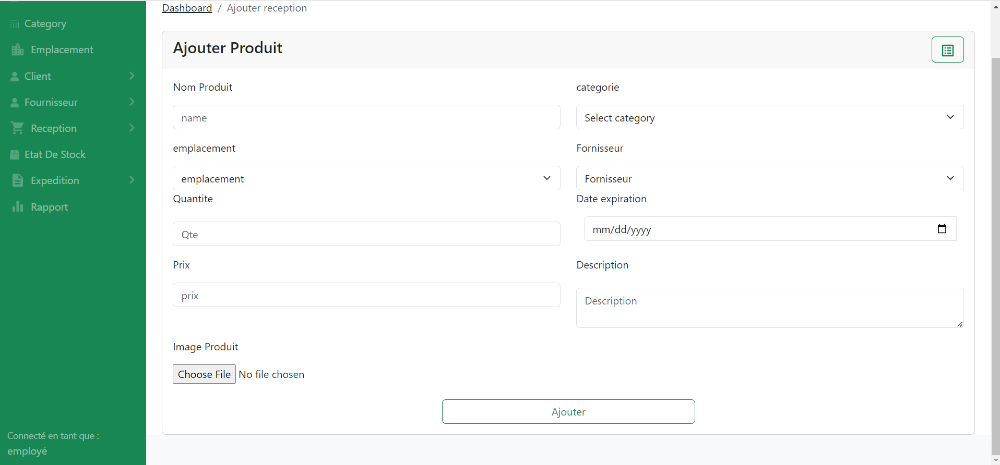 Category
Emplacement
Client
Fournisseur
Reception
Etat De Stock
Expedition
Rapport
Connecté en tant que :
employé
Dashboard / Ajouter reception
Ajouter Produit
Nom Produit
name
categorie
Select category
emplacement
emplacement
Fornisseur
Fornisseur
Quantite
Qte
Date expiration
mm/dd/yyyy
Prix
prix
Description
Description
Image Produit
Choose File No file chosen
Ajouter